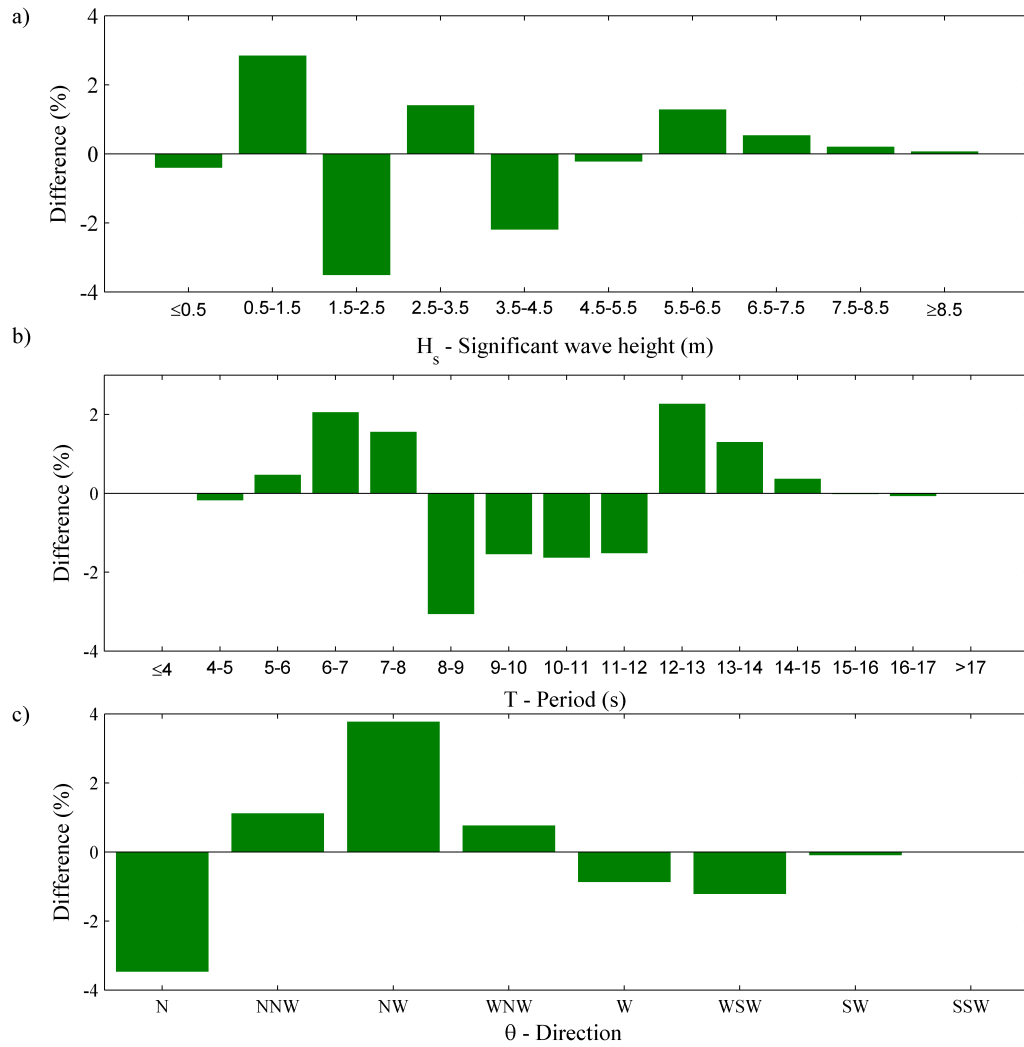 a)
Difference (%)
4
2
0
-2
-4
≤0.5 0.5-1.5 1.5-2.5 2.5-3.5 3.5-4.5 4.5-5.5 5.5-6.5 6.5-7.5 7.5-8.5 ≥8.5
Hs - Significant wave height (m)
b)
Difference (%)
2
0
-2
-4
≤4 4-5 5-6 6-7 7-8 8-9 9-10 10-11 11-12 12-13 13-14 14-15 15-16 16-17 >17
T - Period (s)
c)
Difference (%)
4
2
0
-2
-4
N NNW NW WNW W WSW SW SSW
θ - Direction